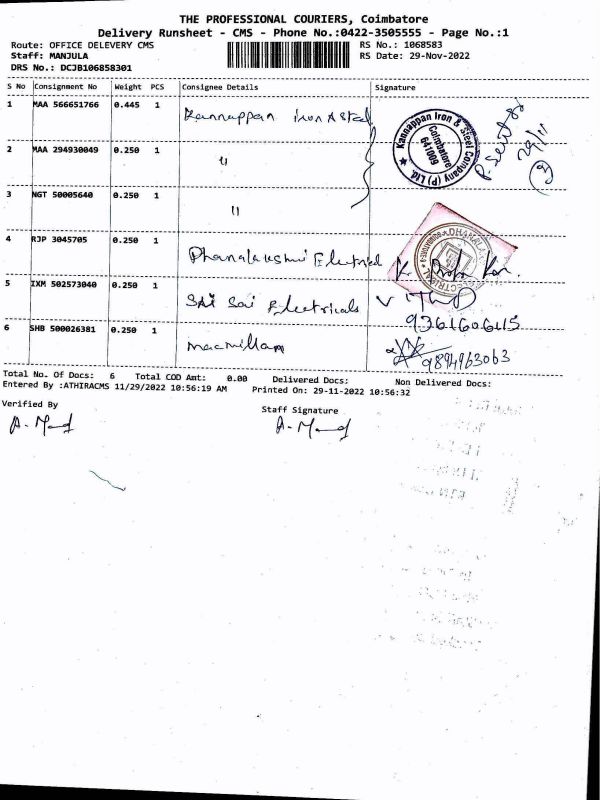 THE PROFESSIONAL COURIERS, Coimbatore
Delivery Runsheet - CMS - Phone No.:0422-3505555 - Page No.:1
Route: OFFICE DELEVERY CMS
RS No.: 1068583
Staff: MANJULA
RS Date: 29-Nov-2022
DRS No.: DCJB106858301
S No Consignment No Weight PCS Consignee Details Signature
1 MAA 566651766 0.445 1 Kannappan Iron & Steel
Kannappan Iron & Steel Company (P) Ltd.
Coimbatore
641009
29/11
3
2 MAA 294930049 0.250 1 "
3 NGT 50005640 0.250 1 "
4 RJP 3045705 0.250 1 Dhanalakshmi Electrical
5 IXM 502573040 0.250 1 SAi Sai Electricals
9361606415
6 SHB 500026381 0.250 1 macmillan
9894963063
Total No. Of Docs: 6 Total COD Amt: 0.00 Delivered Docs: Non Delivered Docs:
Entered By :ATHIRACMS 11/29/2022 10:56:19 AM Printed On: 29-11-2022 10:56:32
Verified By
Staff Signature